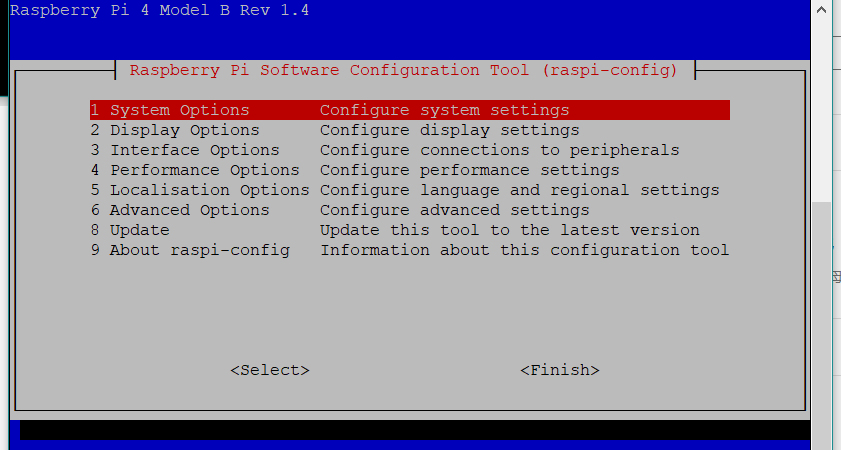 Raspberry Pi 4 Model B Rev 1.4
Raspberry Pi Software Configuration Tool (raspi-config)
1 System Options Configure system settings
2 Display Options Configure display settings
3 Interface Options Configure connections to peripherals
4 Performance Options Configure performance settings
5 Localisation Options Configure language and regional settings
6 Advanced Options Configure advanced settings
8 Update Update this tool to the latest version
9 About raspi-config Information about this configuration tool
<Select> <Finish>